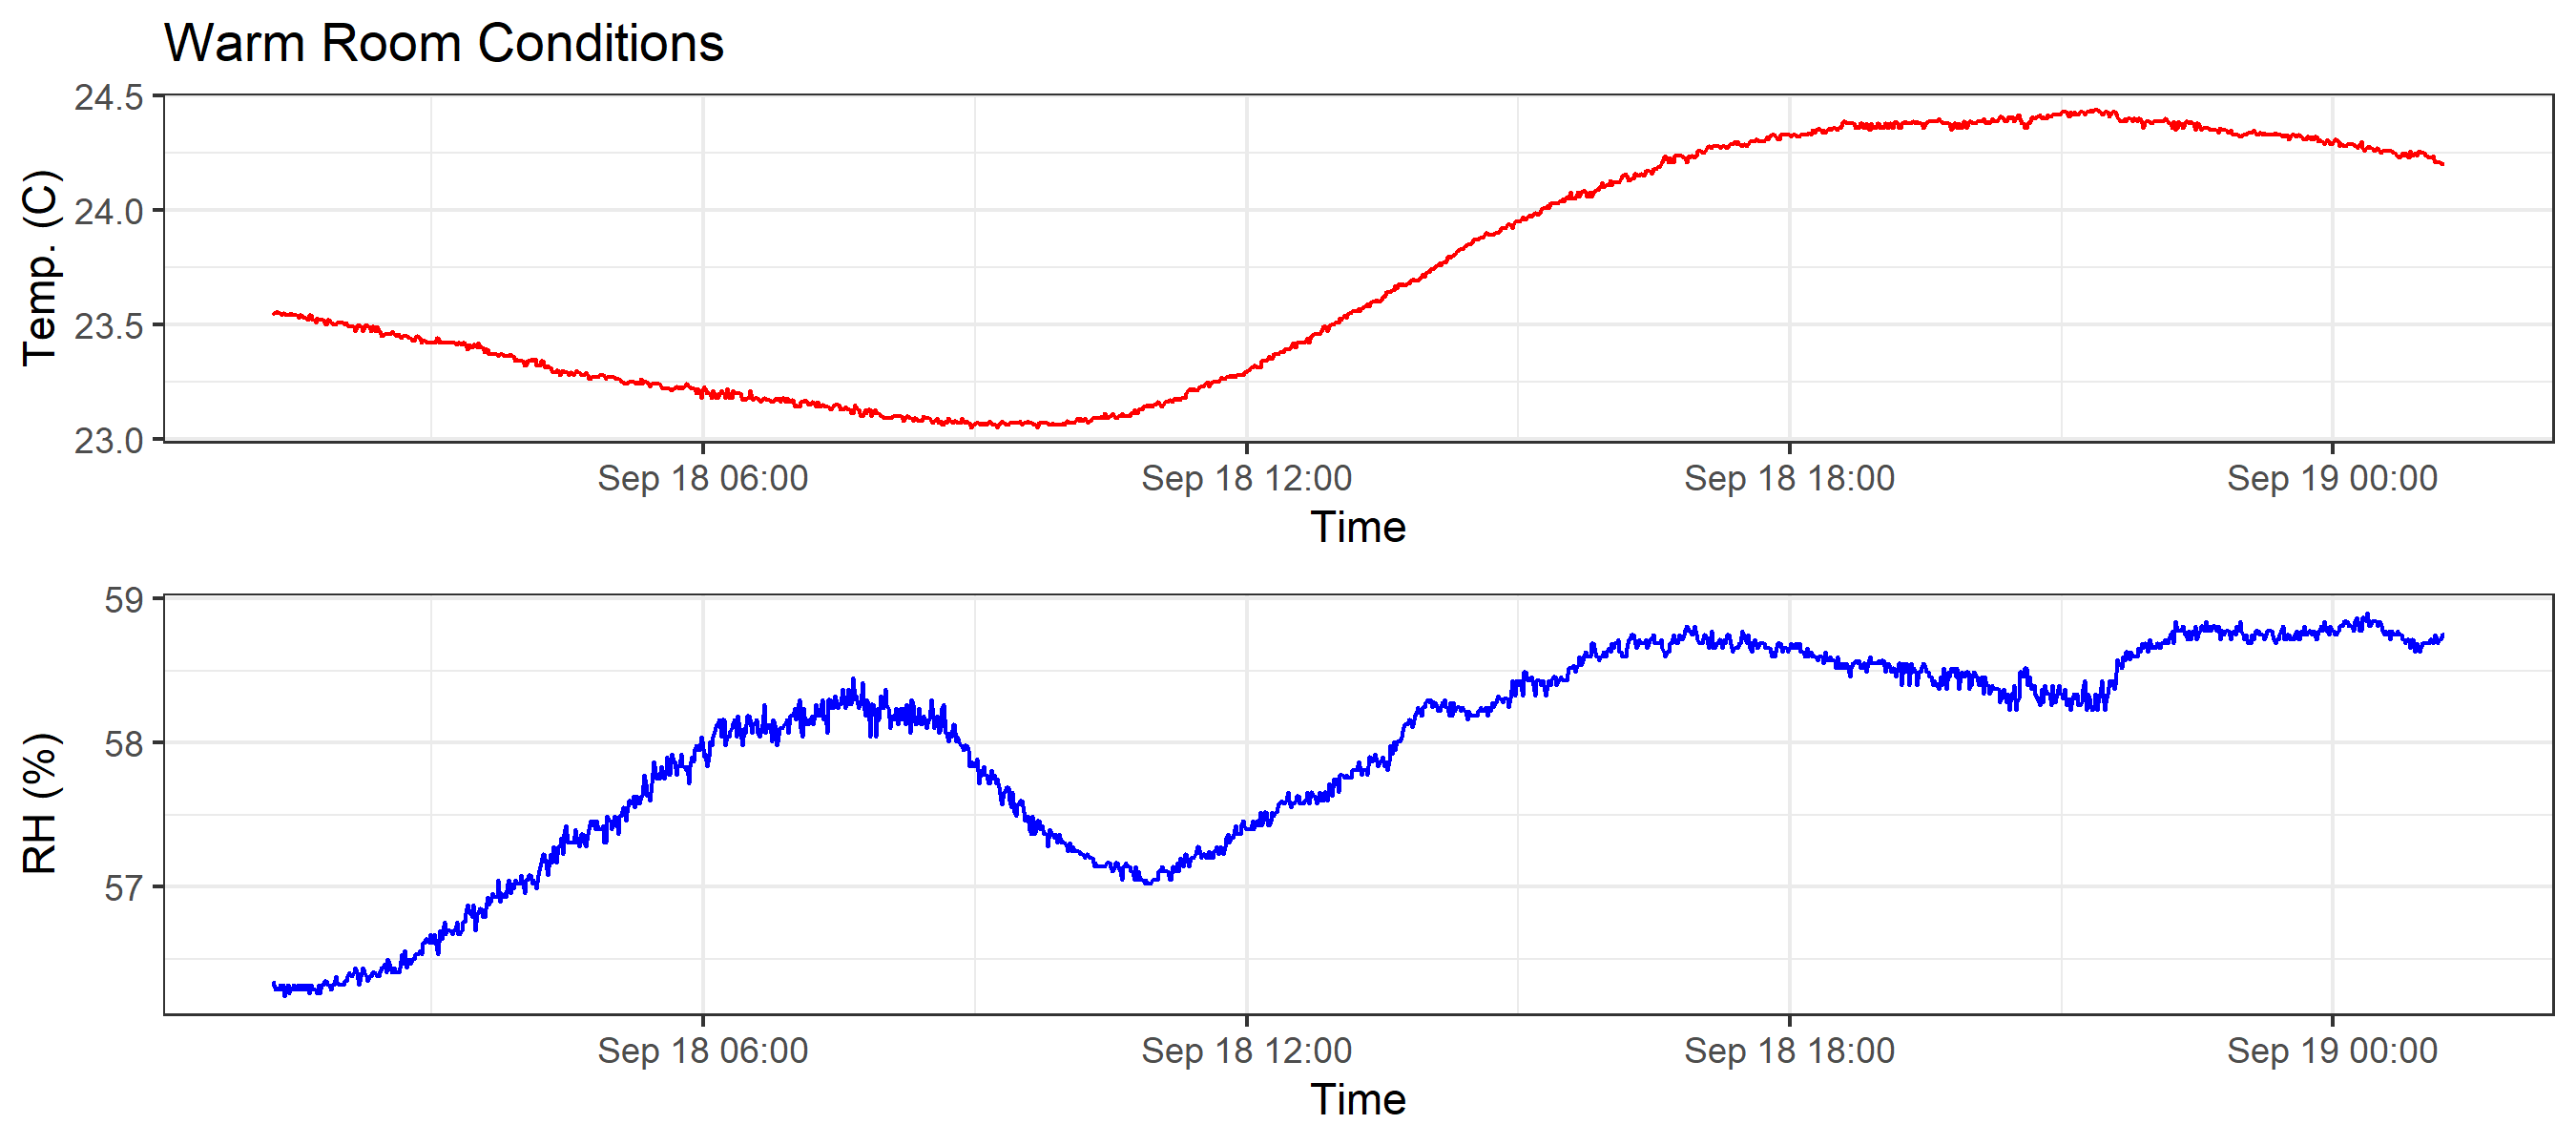 Warm Room Conditions
24.5
24.0
23.5
23.0
Temp. (C)
Sep 18 06:00 Sep 18 12:00 Sep 18 18:00 Sep 19 00:00
Time
59
58
57
RH (%)
Sep 18 06:00 Sep 18 12:00 Sep 18 18:00 Sep 19 00:00
Time